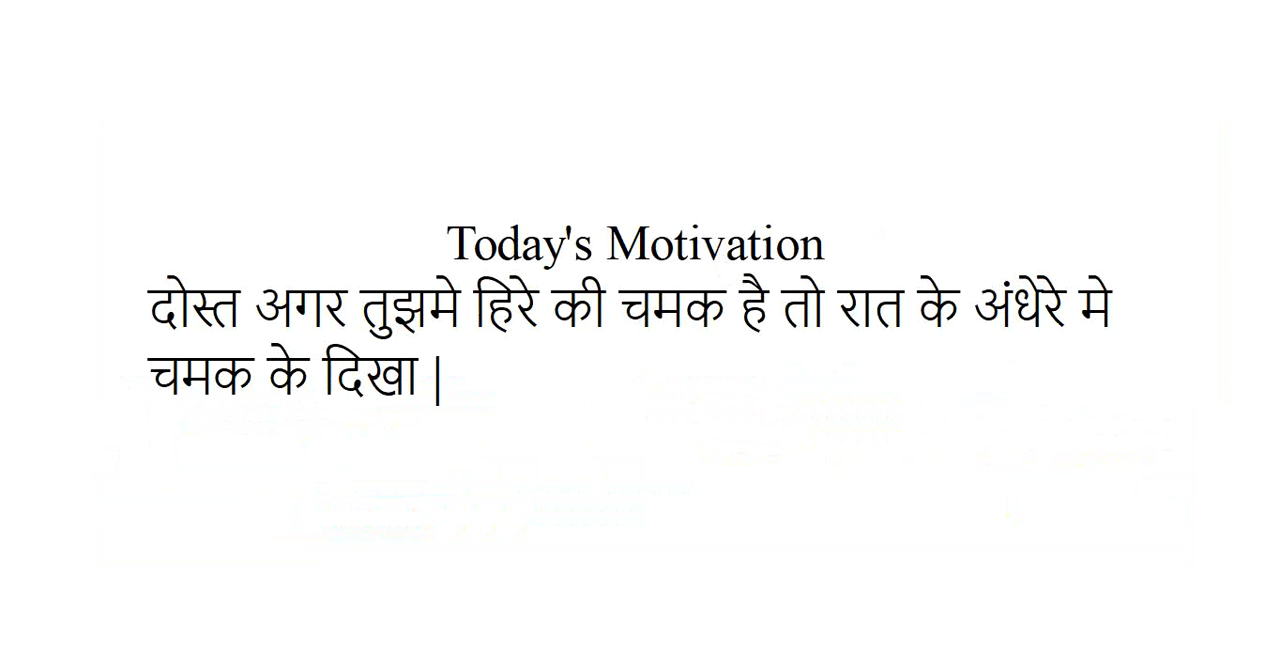 Today's Motivation
दोस्त अगर तुझमे हिरे की चमक है तो रात के अंधेरे मे
चमक के दिखा |